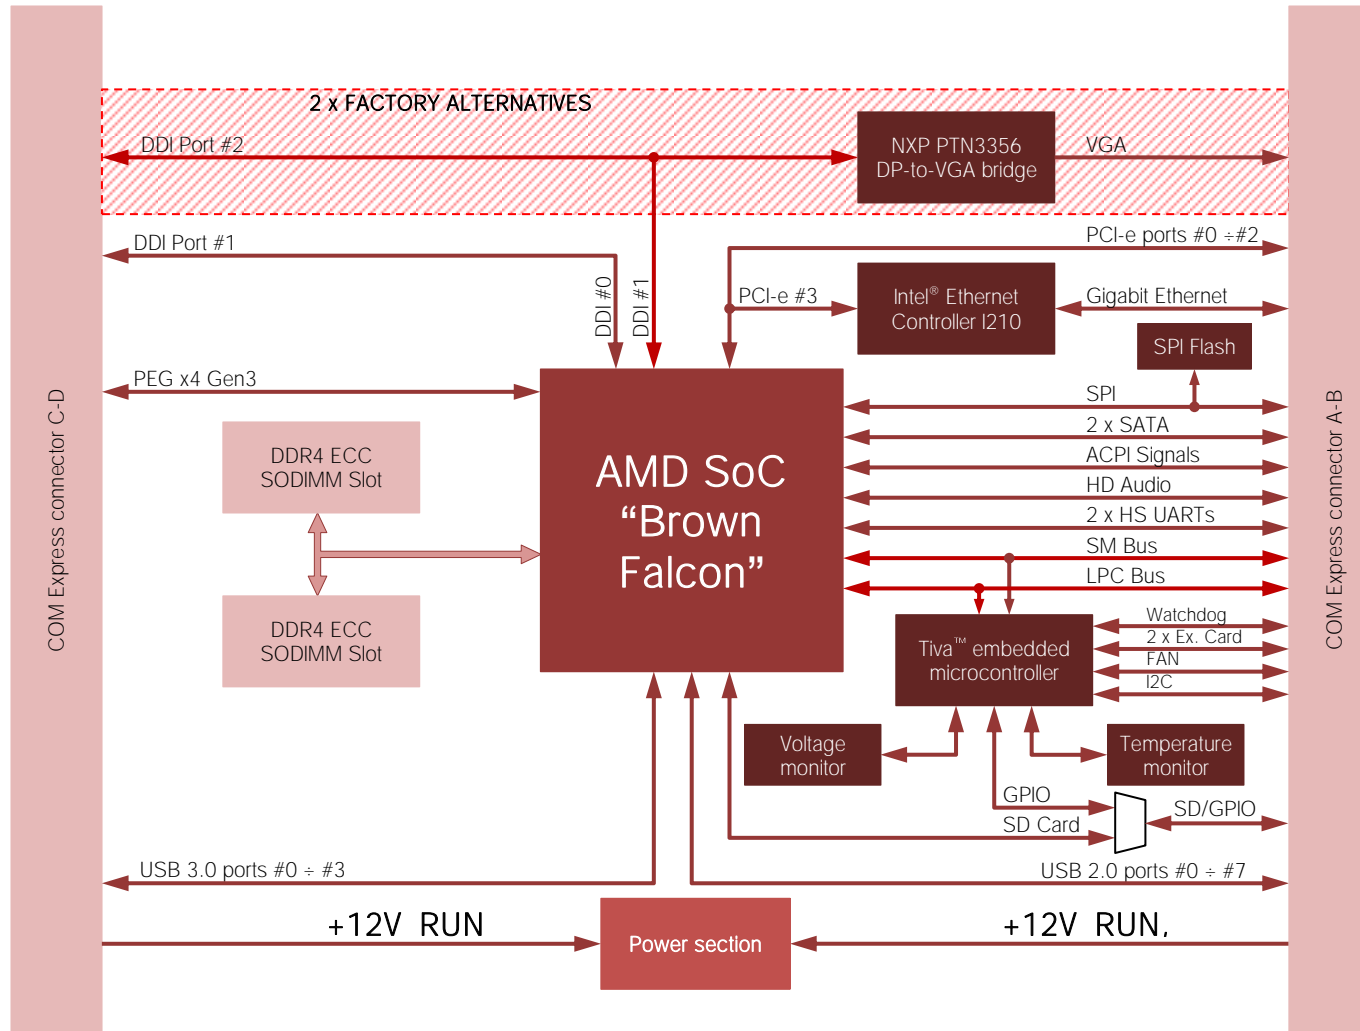 2 x FACTORY ALTERNATIVES
DDI Port #2
NXP PTN3356
DP-to-VGA bridge
VGA
DDI Port #1
PCI-e ports #0 ÷#2
DDI #0
DDI #1
PCI-e #3
Intel® Ethernet
Controller I210
Gigabit Ethernet
SPI Flash
PEG x4 Gen3
SPI
2 x SATA
ACPI Signals
HD Audio
2 x HS UARTs
SM Bus
LPC Bus
COM Express connector C-D
DDR4 ECC
SODIMM Slot
DDR4 ECC
SODIMM Slot
AMD SoC
“Brown
Falcon”
COM Express connector A-B
Tiva™ embedded
microcontroller
Watchdog
2 x Ex. Card
FAN
I2C
Voltage
monitor
Temperature
monitor
GPIO
SD Card
SD/GPIO
USB 3.0 ports #0 ÷ #3
USB 2.0 ports #0 ÷ #7
+12V RUN
Power section
+12V RUN,